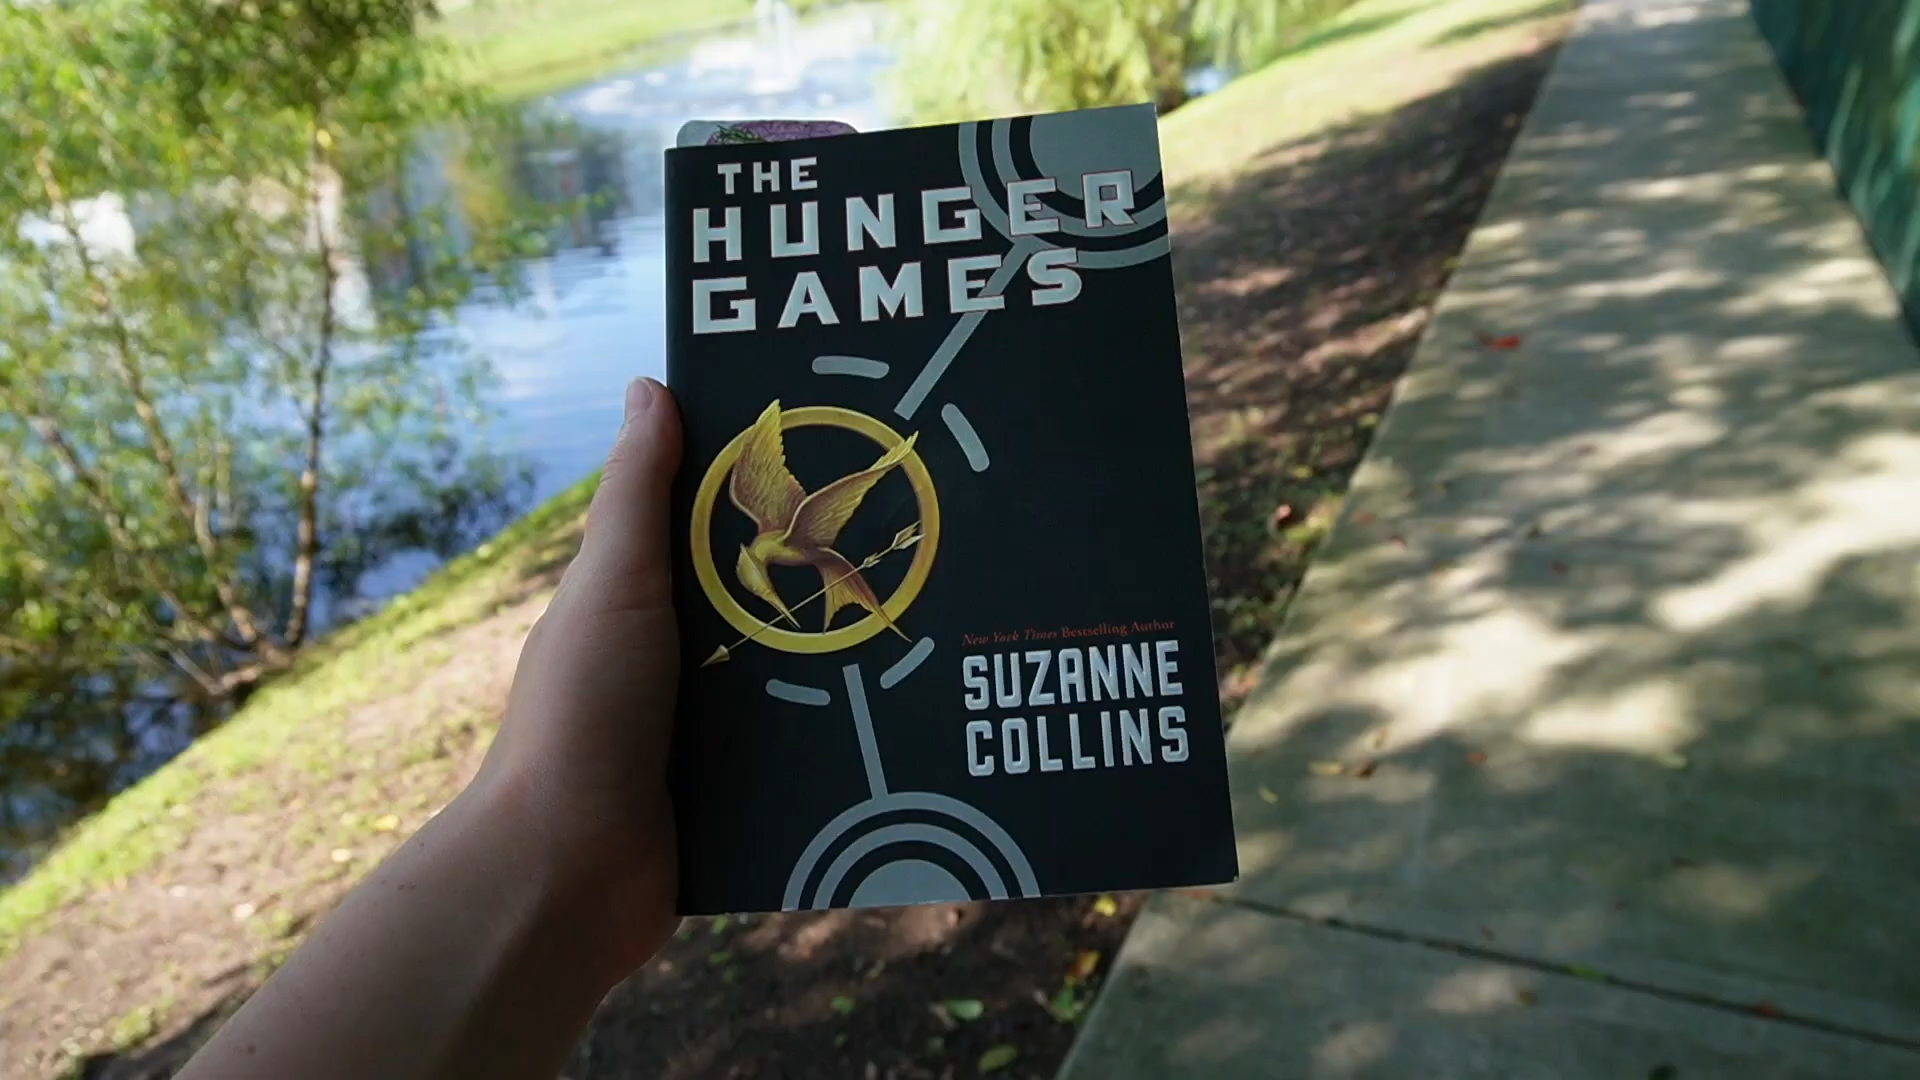 THE
HUNGER
GAMES
New York Times Bestselling Author
SUZANNE
COLLINS